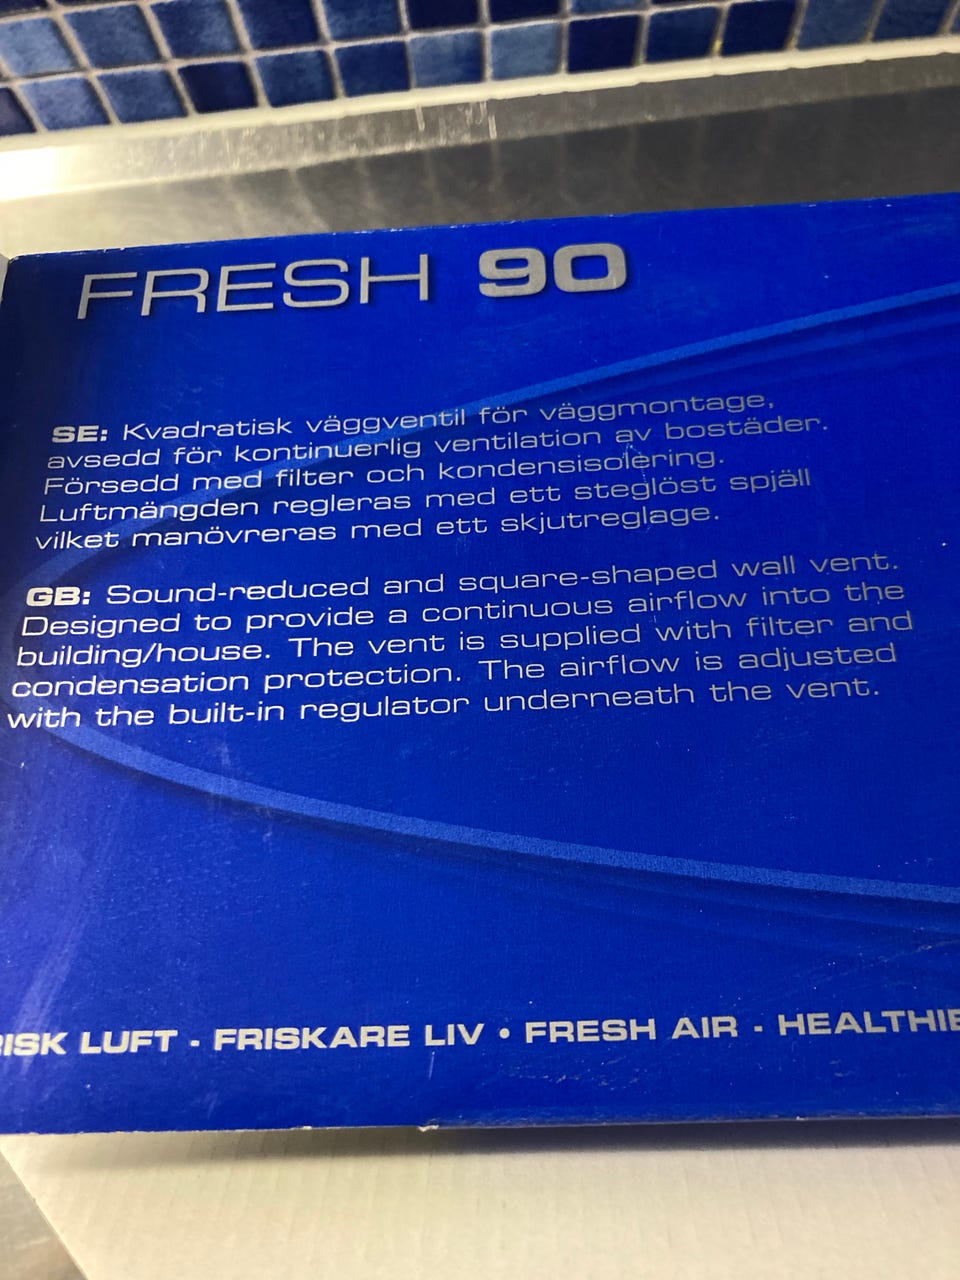 FRESH 90
SE: Kvadratisk väggventil för väggmontage,
avsedd för kontinuerlig ventilation av bostäder.
Försedd med filter och kondensisolering.
Luftmängden regleras med ett steglöst spjäll
vilket manövreras med ett skjutreglage.
GB: Sound-reduced and square-shaped wall vent.
Designed to provide a continuous airflow into the
building/house. The vent is supplied with filter and
condensation protection. The airflow is adjusted
with the built-in regulator underneath the vent.
RISK LUFT - FRISKARE LIV • FRESH AIR - HEALTHIE